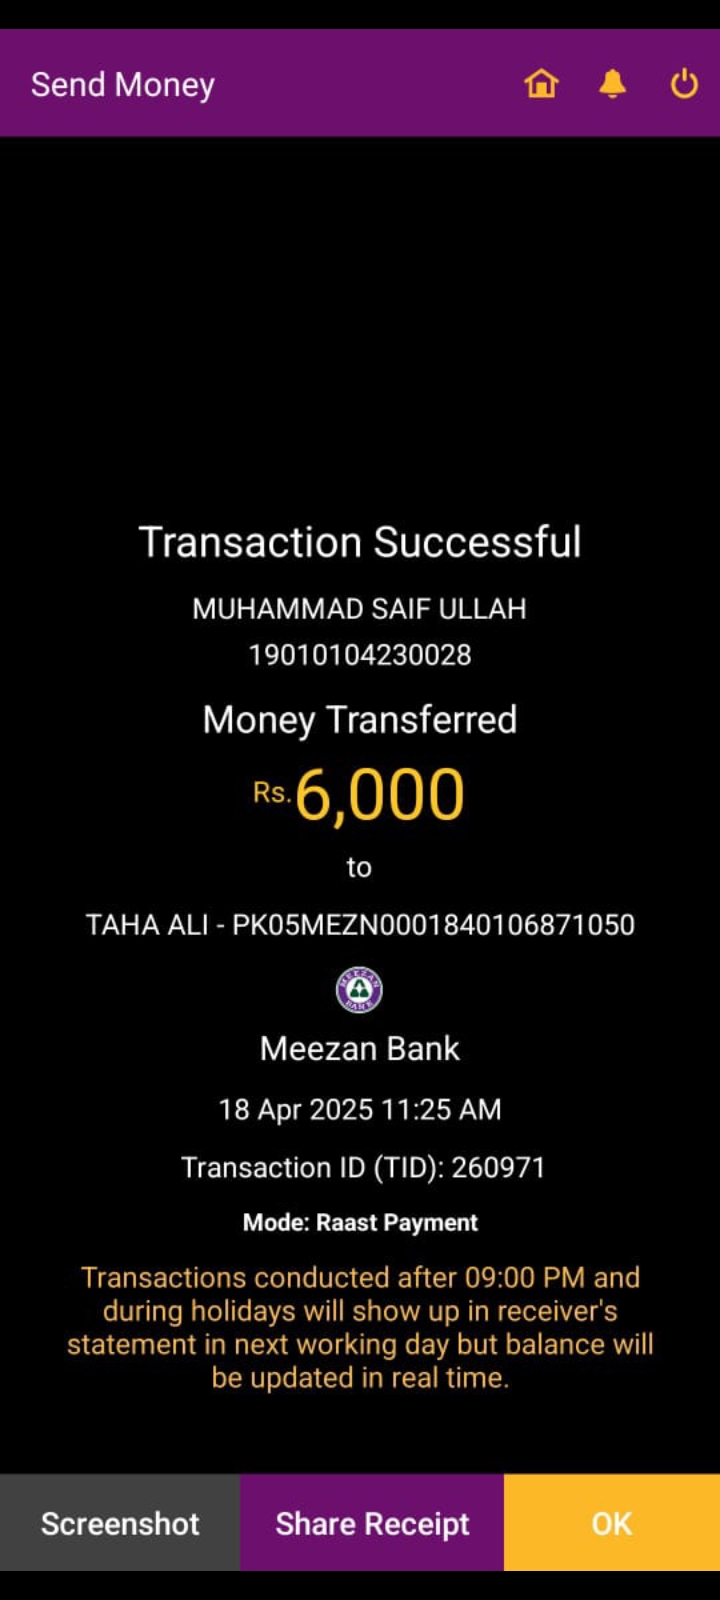 Send Money
Transaction Successful
MUHAMMAD SAIF ULLAH
19010104230028
Money Transferred
Rs.6,000
to
TAHA ALI - PK05MEZN0001840106871050
MEEZAN
BANK
Meezan Bank
18 Apr 2025 11:25 AM
Transaction ID (TID): 260971
Mode: Raast Payment
Transactions conducted after 09:00 PM and
during holidays will show up in receiver's
statement in next working day but balance will
be updated in real time.
Screenshot
Share Receipt
OK